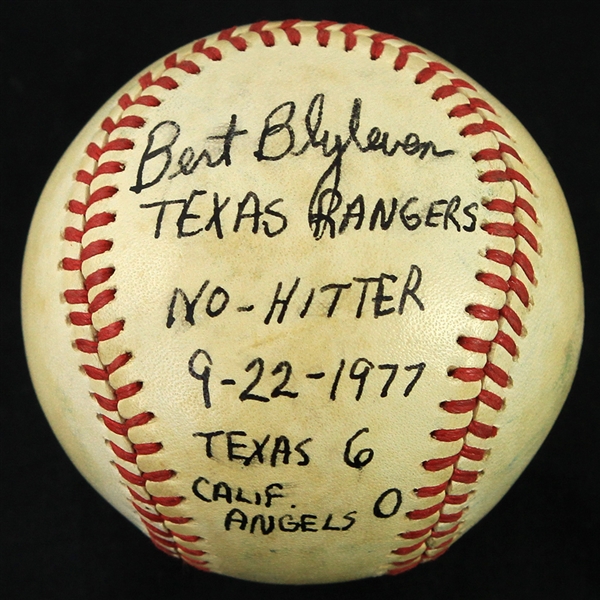 Bert Blyleven
TEXAS RANGERS
NO-HITTER
9-22-1977
TEXAS 6
CALIF. ANGELS 0